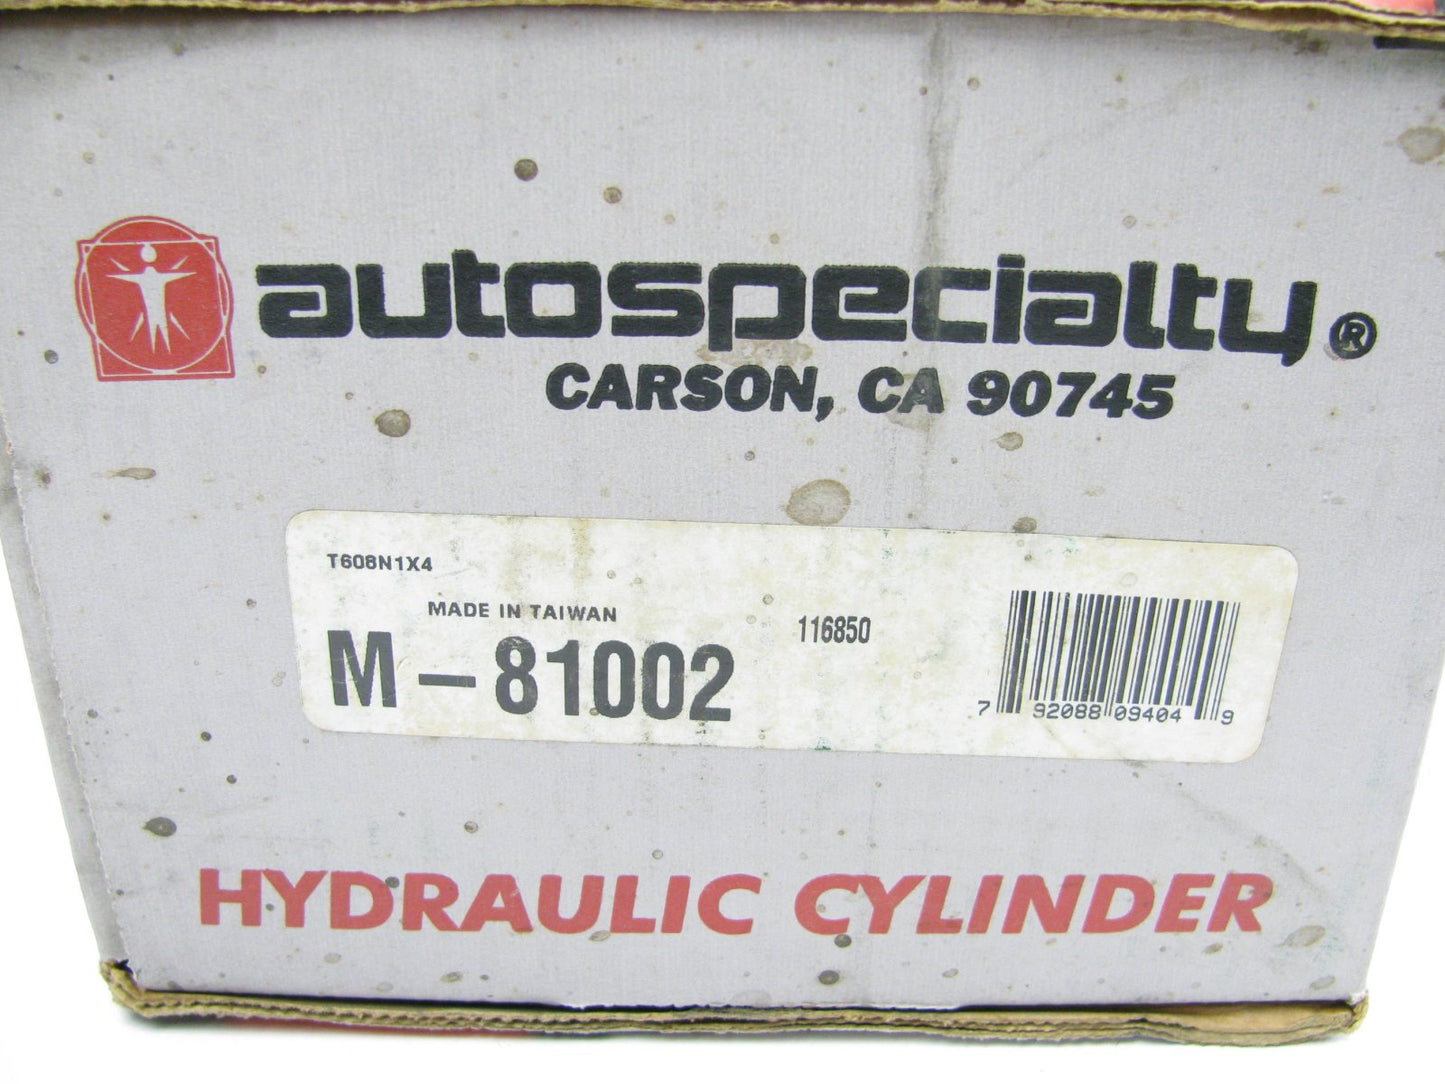 autospecialty®
CARSON, CA 90745
T608N1X4
MADE IN TAIWAN
116850
M-81002
7 92088 09404 9
HYDRAULIC CYLINDER